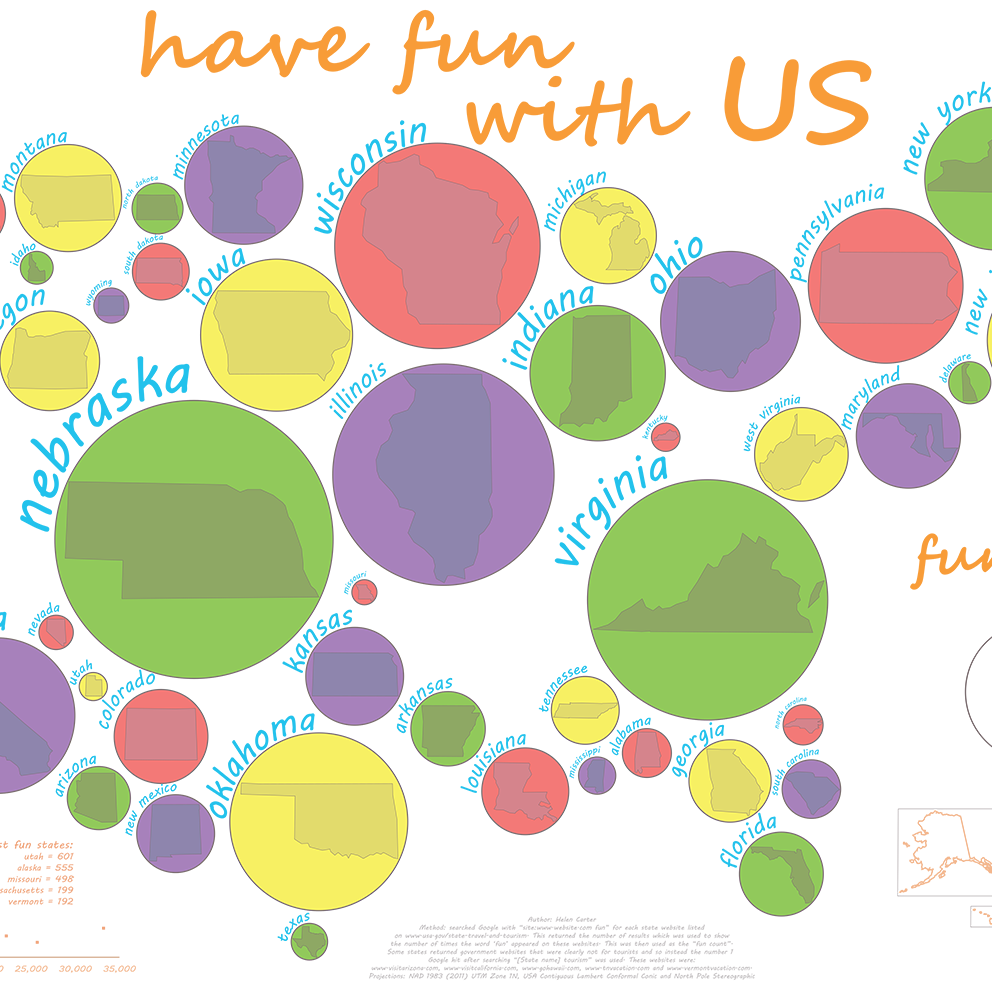 have fun
with US
new york
montana
minnesota
north dakota
wisconsin
michigan
pennsylvania
idaho
south dakota
iowa
ohio
wyoming
indiana
new
gon
delaware
nebraska
illinois
maryland
west virginia
kentucky
virginia
fun
missouri
nevada
kansas
utah
colorado
arkansas
tennessee
north carolina
oklahoma
alabama
georgia
louisiana
mississippi
south carolina
arizona
new mexico
florida
st fun states:
utah = 601
alaska = 555
missouri = 498
sachusetts = 199
vermont = 192
texas
25,000 30,000 35,000
Author: Helen Carter
Method: searched Google with "site:www.website.com fun" for each state website listed
on www.usa.gov/state-travel-and-tourism. This returned the number of results which was used to show
the number of times the word 'fun' appeared on these websites. This was then used as the "fun count".
Some states returned government websites that were clearly not for tourists and so instead the number 1
Google hit after searching "[State name] tourism" was used. These websites were:
www.visitarizona.com, www.visitcalifornia.com, www.gohawaii.com, www.tnvacation.com and www.vermontvacation.com.
Projections: NAD 1983 (2011) UTM Zone 1N, USA Contiguous Lambert Conformal Conic and North Pole Stereographic